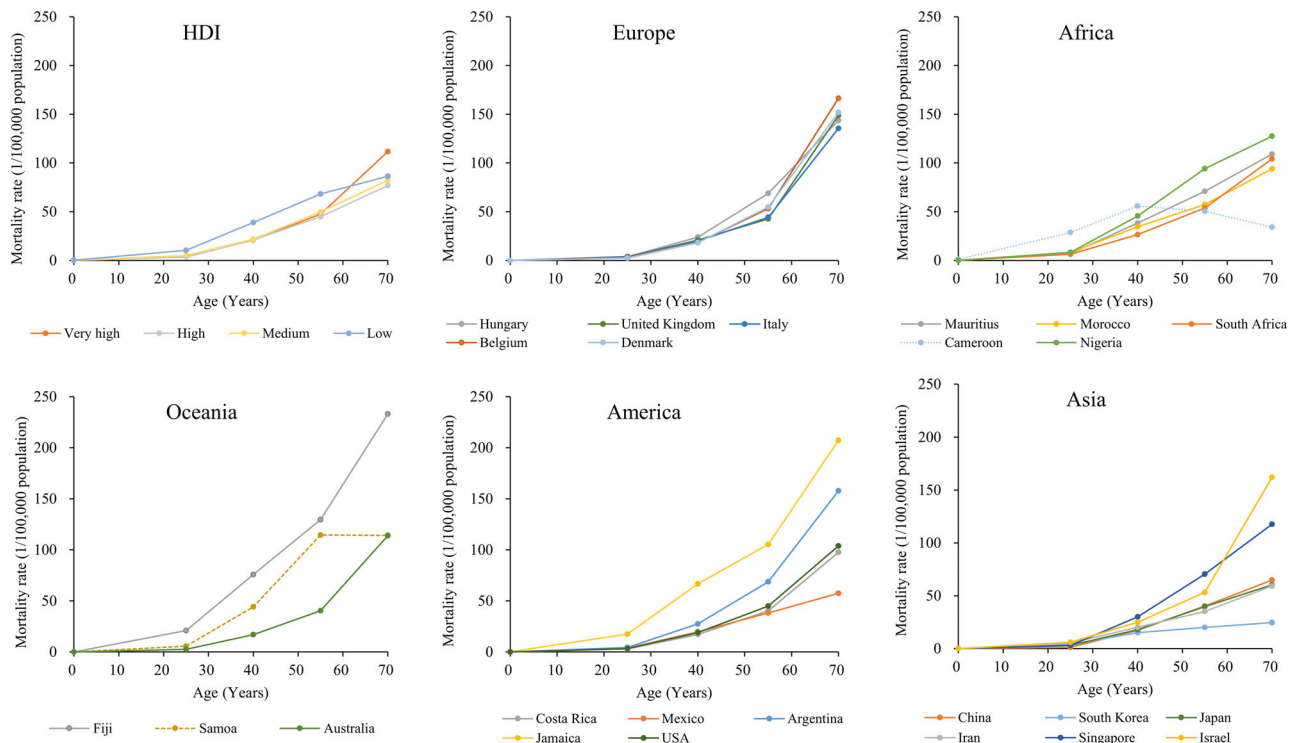 HDI
Mortality rate (1/100,000 population)
250
200
150
100
50
0
0 10 20 30 40 50 60 70
Age (Years)
Very high High Medium Low
Europe
Mortality rate (1/100,000 population)
250
200
150
100
50
0
0 10 20 30 40 50 60 70
Age (Years)
Hungary United Kingdom Italy
Belgium Denmark
Africa
Mortality rate (1/100,000 population)
250
200
150
100
50
0
0 10 20 30 40 50 60 70
Age (Years)
Mauritius Morocco South Africa
Cameroon Nigeria
Oceania
Mortality rate (1/100,000 population)
250
200
150
100
50
0
0 10 20 30 40 50 60 70
Age (Years)
Fiji Samoa Australia
America
Mortality rate (1/100,000 population)
250
200
150
100
50
0
0 10 20 30 40 50 60 70
Age (Years)
Costa Rica Mexico Argentina
Jamaica USA
Asia
Mortality rate (1/100,000 population)
250
200
150
100
50
0
0 10 20 30 40 50 60 70
Age (Years)
China South Korea Japan
Iran Singapore Israel